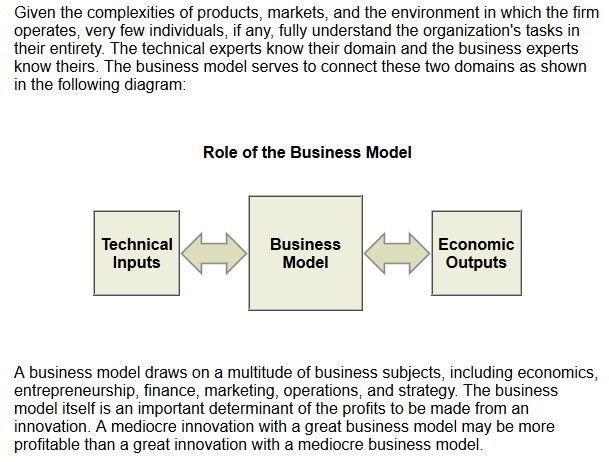 Given the complexities of products, markets, and the environment in which the firm
operates, very few individuals, if any, fully understand the organization's tasks in
their entirety. The technical experts know their domain and the business experts
know theirs. The business model serves to connect these two domains as shown
in the following diagram:
Role of the Business Model
Technical
Inputs
Business
Model
Economic
Outputs
A business model draws on a multitude of business subjects, including economics,
entrepreneurship, finance, marketing, operations, and strategy. The business
model itself is an important determinant of the profits to be made from an
innovation. A mediocre innovation with a great business model may be more
profitable than a great innovation with a mediocre business model.